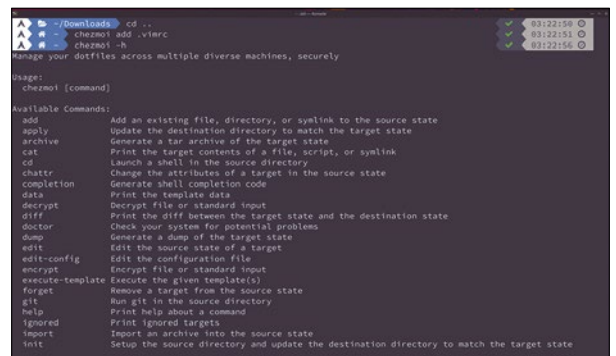 ~/Downloads cd .. 03:22:50
~ chezmoi add .vimrc 03:22:51
~ chezmoi -h 03:22:56
Manage your dotfiles across multiple diverse machines, securely
Usage:
chezmoi [command]
Available Commands:
add Add an existing file, directory, or symlink to the source state
apply Update the destination directory to match the target state
archive Generate a tar archive of the target state
cat Print the target contents of a file, script, or symlink
cd Launch a shell in the source directory
chattr Change the attributes of a target in the source state
completion Generate shell completion code
data Print the template data
decrypt Decrypt file or standard input
diff Print the diff between the target state and the destination state
doctor Check your system for potential problems
dump Generate a dump of the target state
edit Edit the source state of a target
edit-config Edit the configuration file
encrypt Encrypt file or standard input
execute-template Execute the given template(s)
forget Remove a target from the source state
git Run git in the source directory
help Print help about a command
ignored Print ignored targets
import Import an archive into the source state
init Setup the source directory and update the destination directory to match the target state